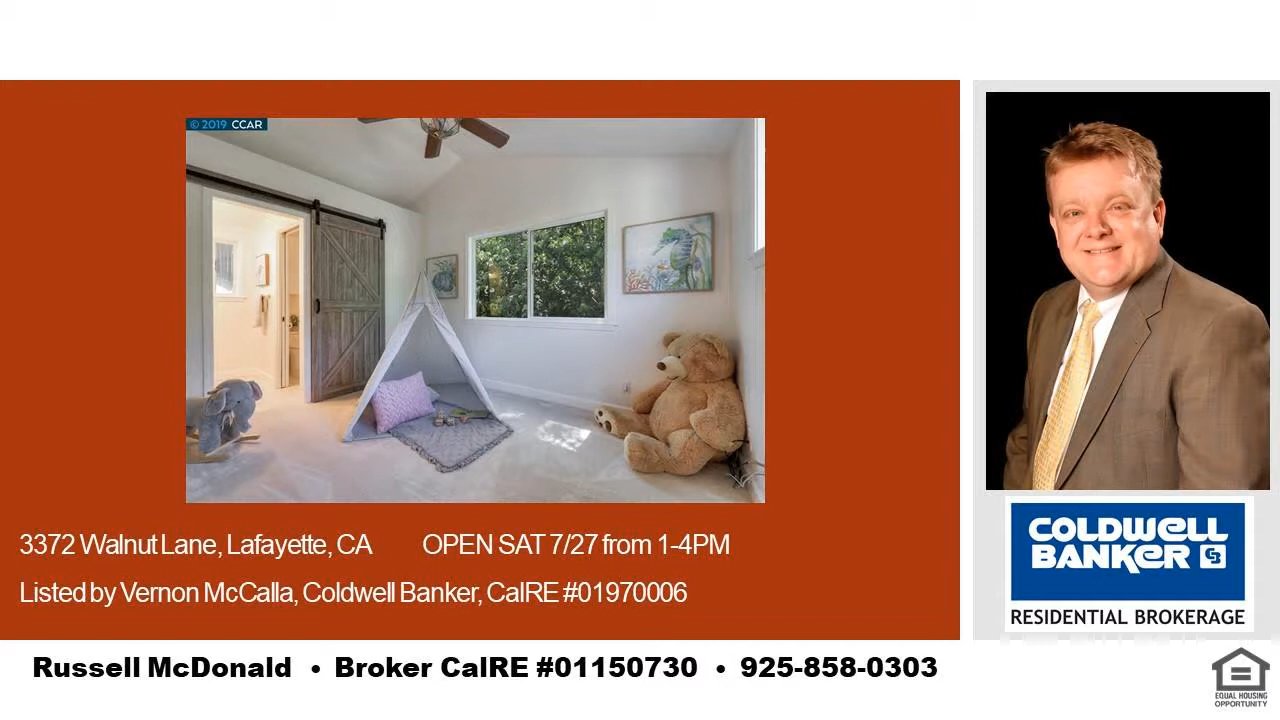 © 2019 CCAR
3372 Walnut Lane, Lafayette, CA OPEN SAT 7/27 from 1-4PM
Listed by Vernon McCalla, Coldwell Banker, CalRE #01970006
COLDWELL
BANKER CB
RESIDENTIAL BROKERAGE
Russell McDonald • Broker CalRE #01150730 • 925-858-0303
EQUAL HOUSING
OPPORTUNITY